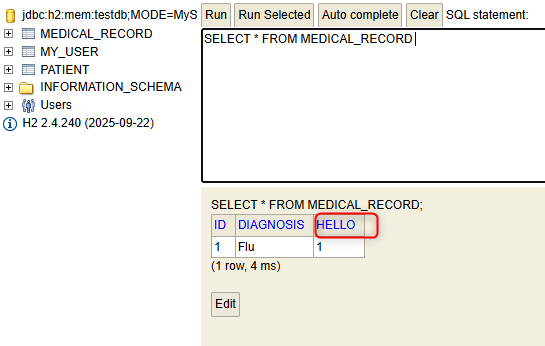 jdbc:h2:mem:testdb;MODE=MyS
MEDICAL_RECORD
MY_USER
PATIENT
INFORMATION_SCHEMA
Users
H2 2.4.240 (2025-09-22)
Run Run Selected Auto complete Clear SQL statement:
SELECT * FROM MEDICAL_RECORD
SELECT * FROM MEDICAL_RECORD;
ID DIAGNOSIS HELLO
1 Flu 1
(1 row, 4 ms)
Edit